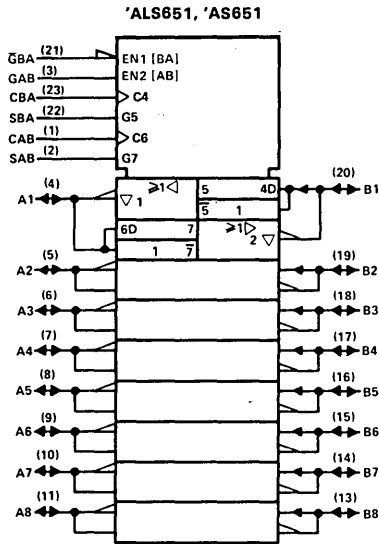 'ALS651, 'AS651
G̅BA (21) EN1 [BA]
GAB (3) EN2 [AB]
CBA (23) C4
SBA (22) G5
CAB (1) C6
SAB (2) G7
A1 (4) ≥1◁ 5 4D (20) B1
▽1 5̅ 1
6D 7 ≥1▷
1 7̅ 2▽
A2 (5) (19) B2
A3 (6) (18) B3
A4 (7) (17) B4
A5 (8) (16) B5
A6 (9) (15) B6
A7 (10) (14) B7
A8 (11) (13) B8